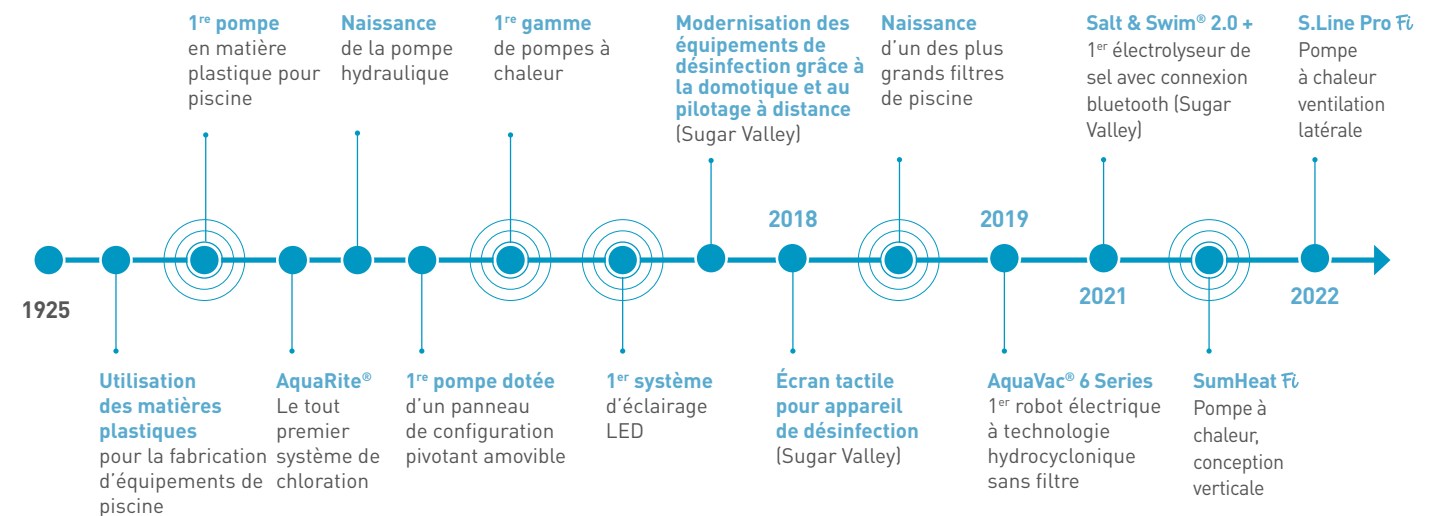 1re pompe
en matière
plastique pour
piscine
Naissance
de la pompe
hydraulique
1re gamme
de pompes à
chaleur
Modernisation des
équipements de
désinfection grâce à
la domotique et au
pilotage à distance
(Sugar Valley)
Naissance
d'un des plus
grands filtres
de piscine
Salt & Swim® 2.0 +
1er électrolyseur de
sel avec connexion
bluetooth (Sugar
Valley)
S.Line Pro Fi
Pompe
à chaleur
ventilation
latérale
2018
2019
1925
2021
2022
Utilisation
des matières
plastiques
pour la fabrication
d'équipements de
piscine
AquaRite®
Le tout
premier
système de
chloration
1re pompe dotée
d'un panneau
de configuration
pivotant amovible
1er système
d'éclairage
LED
Écran tactile
pour appareil
de désinfection
(Sugar Valley)
AquaVac® 6 Series
1er robot électrique
à technologie
hydrocyclonique
sans filtre
SumHeat Fi
Pompe à
chaleur,
conception
verticale